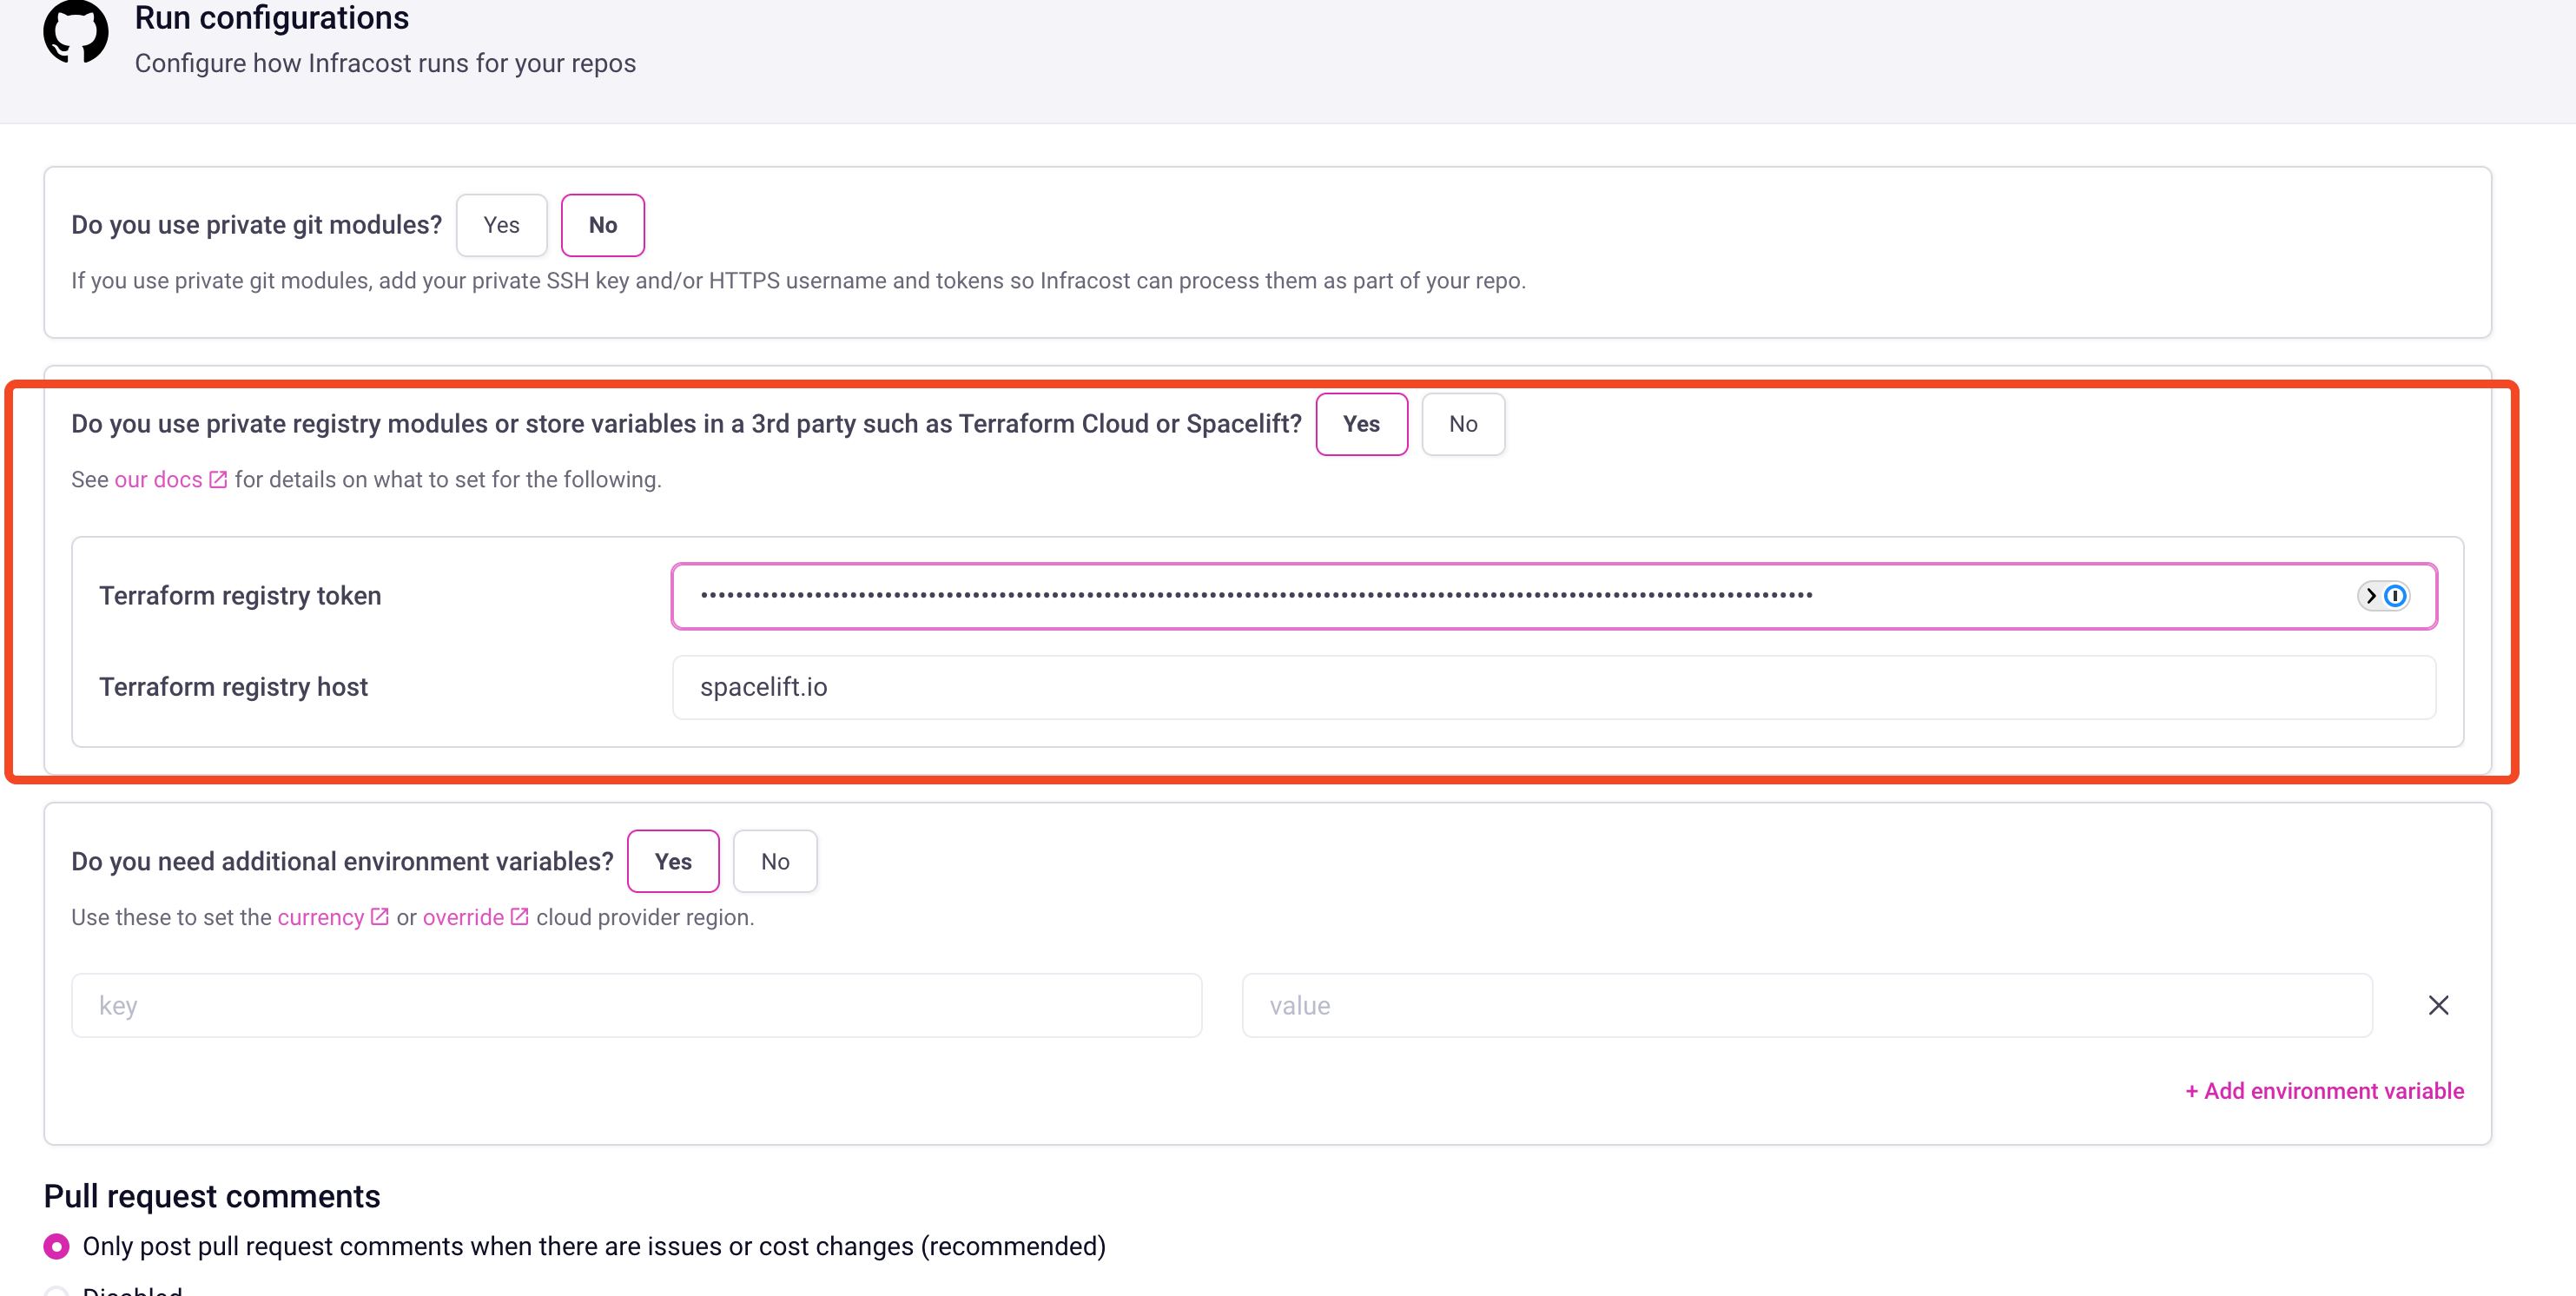 Run configurations
Configure how Infracost runs for your repos
Do you use private git modules? Yes No
If you use private git modules, add your private SSH key and/or HTTPS username and tokens so Infracost can process them as part of your repo.
Do you use private registry modules or store variables in a 3rd party such as Terraform Cloud or Spacelift? Yes No
See our docs for details on what to set for the following.
Terraform registry token
Terraform registry host spacelift.io
Do you need additional environment variables? Yes No
Use these to set the currency or override cloud provider region.
key value
+ Add environment variable
Pull request comments
Only post pull request comments when there are issues or cost changes (recommended)
Disabled